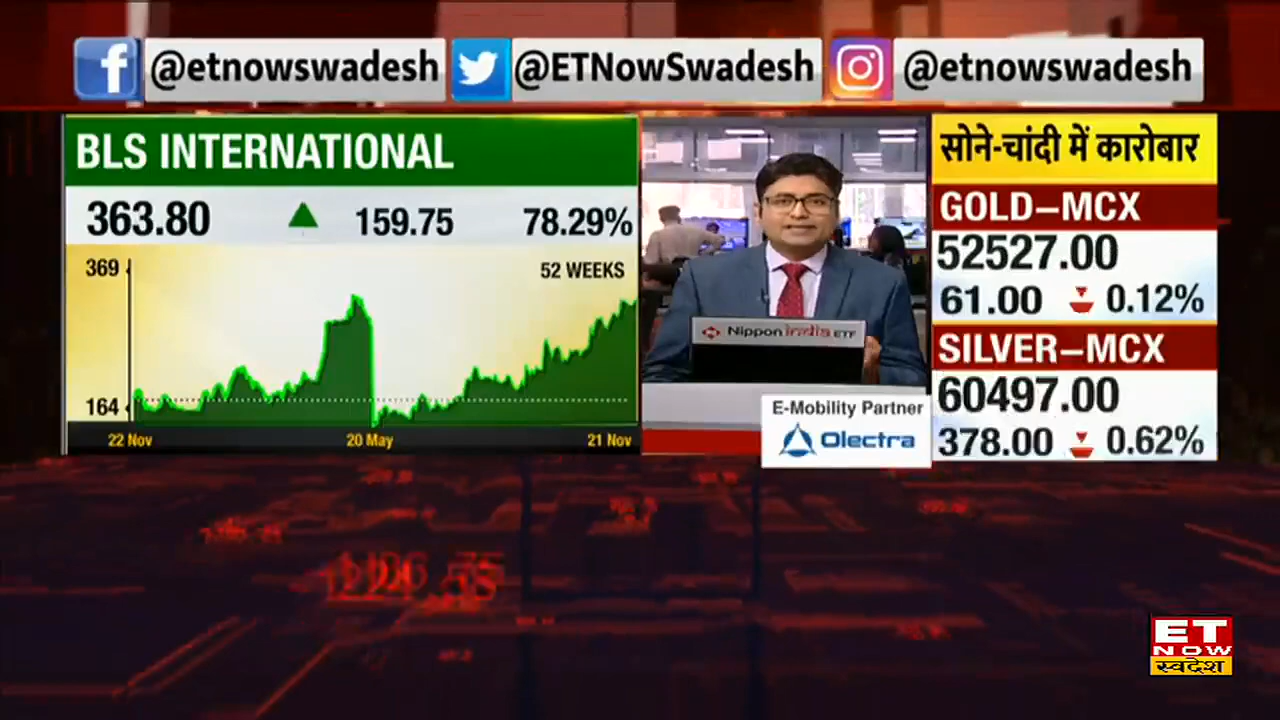 @etnowswadesh
@ETNowSwadesh
@etnowswadesh
BLS INTERNATIONAL
363.80 159.75 78.29%
369
52 WEEKS
164
22 Nov 20 May 21 Nov
Nippon india ETF
E-Mobility Partner
Olectra
सोने-चांदी में कारोबार
GOLD–MCX
52527.00
61.00 0.12%
SILVER–MCX
60497.00
378.00 0.62%
ET
NOW
स्वदेश